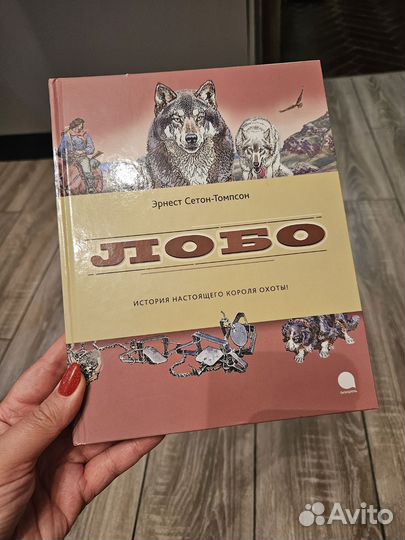 Эрнест Сетон-Томпсон
ЛОБО
ИСТОРИЯ НАСТОЯЩЕГО КОРОЛЯ ОХОТЫ!
Avito